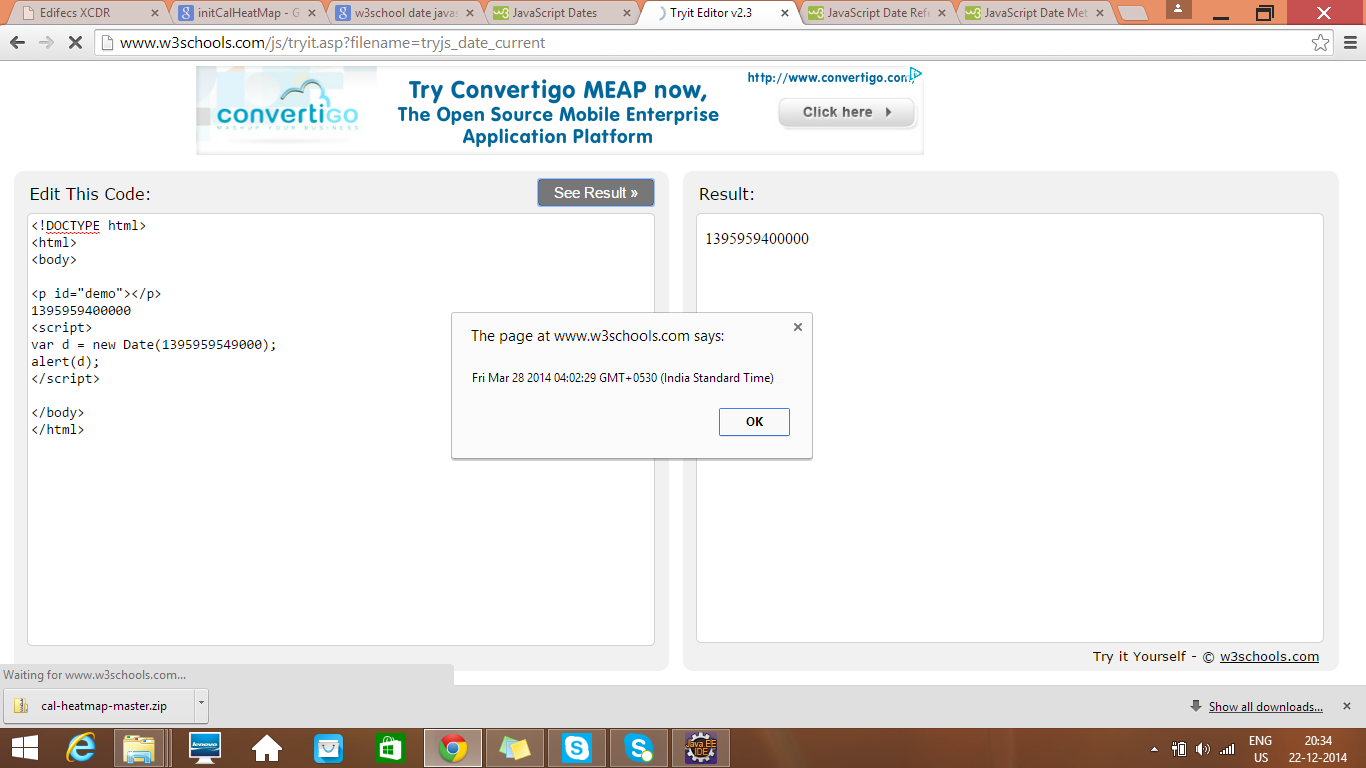 Edifecs XCDR
initCalHeatMap - G
w3school date javas
JavaScript Dates
Tryit Editor v2.3
JavaScript Date Refe
JavaScript Date Met
www.w3schools.com/js/tryit.asp?filename=tryjs_date_current
convertigo
MASHUP YOUR BUSINESS
Try Convertigo MEAP now,
The Open Source Mobile Enterprise
Application Platform
http://www.convertigo.com/
Click here
Edit This Code:
See Result »
<!DOCTYPE html>
<html>
<body>
<p id="demo"></p>
1395959400000
<script>
var d = new Date(1395959549000);
alert(d);
</script>
</body>
</html>
Result:
1395959400000
The page at www.w3schools.com says:
Fri Mar 28 2014 04:02:29 GMT+0530 (India Standard Time)
OK
Try it Yourself - © w3schools.com
Waiting for www.w3schools.com...
cal-heatmap-master.zip
Show all downloads...
lenovo
Java EE
IDE
ENG
US
20:34
22-12-2014